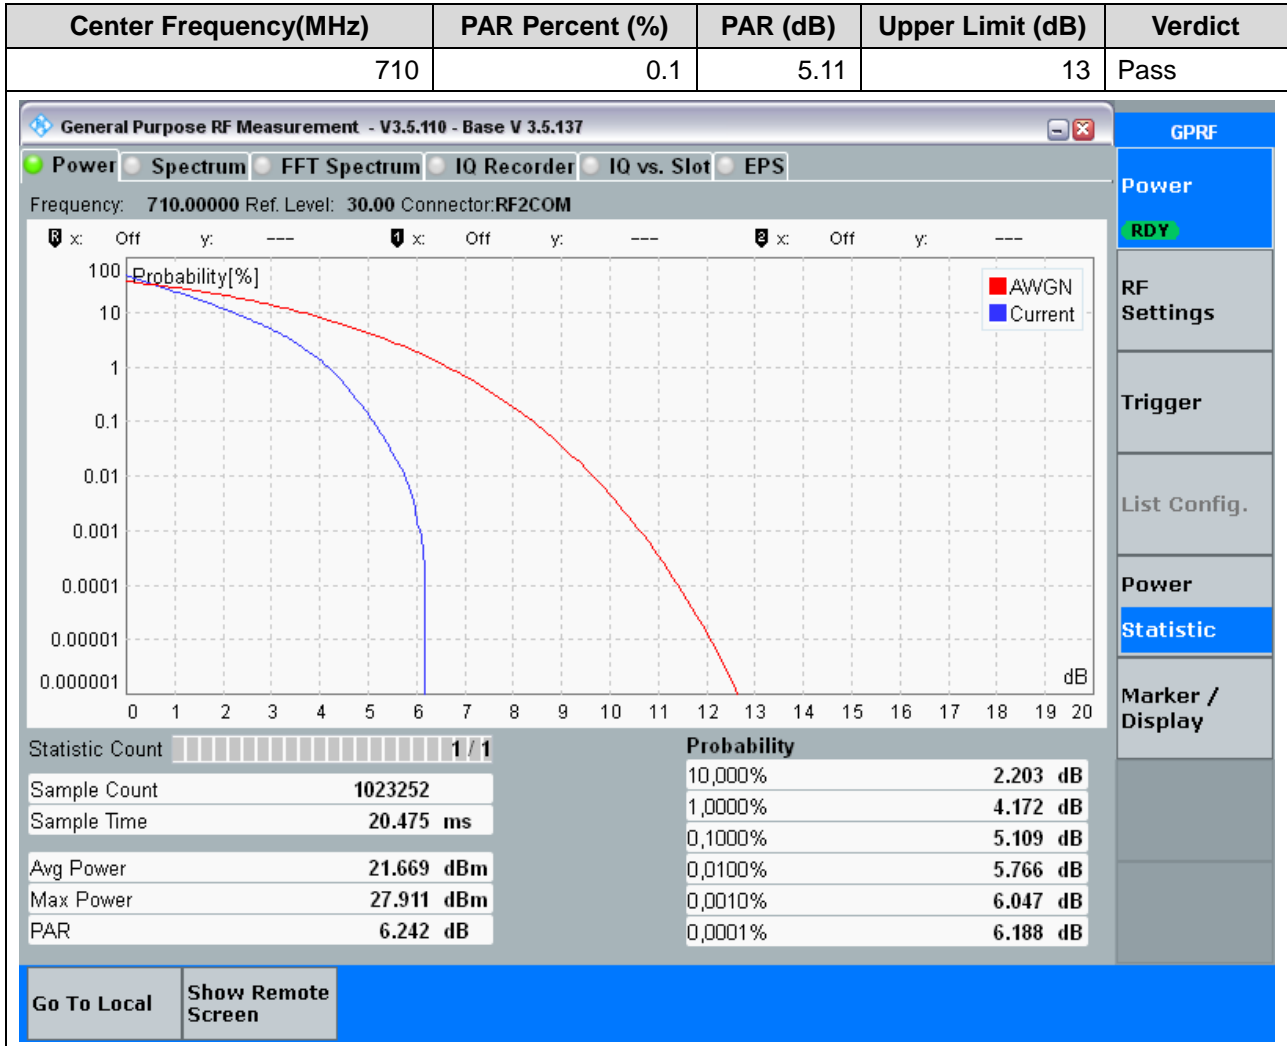 Center Frequency(MHz) PAR Percent (%) PAR (dB) Upper Limit (dB) Verdict
710 0.1 5.11 13 Pass
General Purpose RF Measurement - V3.5.110 - Base V 3.5.137
GPRF
Power Spectrum FFT Spectrum IQ Recorder IQ vs. Slot EPS
Frequency: 710.00000 Ref. Level: 30.00 Connector:RF2COM
R x: Off y: --- 1 x: Off y: --- 2 x: Off y: ---
Probability[%]
100
10
1
0.1
0.01
0.001
0.0001
0.00001
0.000001
AWGN
Current
dB
0 1 2 3 4 5 6 7 8 9 10 11 12 13 14 15 16 17 18 19 20
Statistic Count 1 / 1
Sample Count 1023252
Sample Time 20.475 ms
Avg Power 21.669 dBm
Max Power 27.911 dBm
PAR 6.242 dB
Probability
10,000% 2.203 dB
1,0000% 4.172 dB
0,1000% 5.109 dB
0,0100% 5.766 dB
0,0010% 6.047 dB
0,0001% 6.188 dB
Power
RDY
RF
Settings
Trigger
List Config.
Power
Statistic
Marker /
Display
Go To Local
Show Remote
Screen